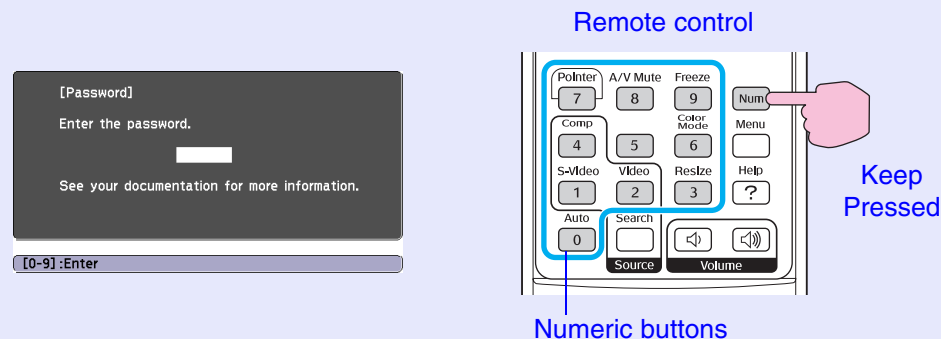 Remote control
[Password]
Enter the password.
See your documentation for more information.
[0-9] :Enter
Pointer A/V Mute Freeze
7 8 9 Num
Comp Color Mode Menu
4 5 6
S-Video Video Resize Help
1 2 3 ?
Auto Search
0
Source Volume
Keep
Pressed
Numeric buttons